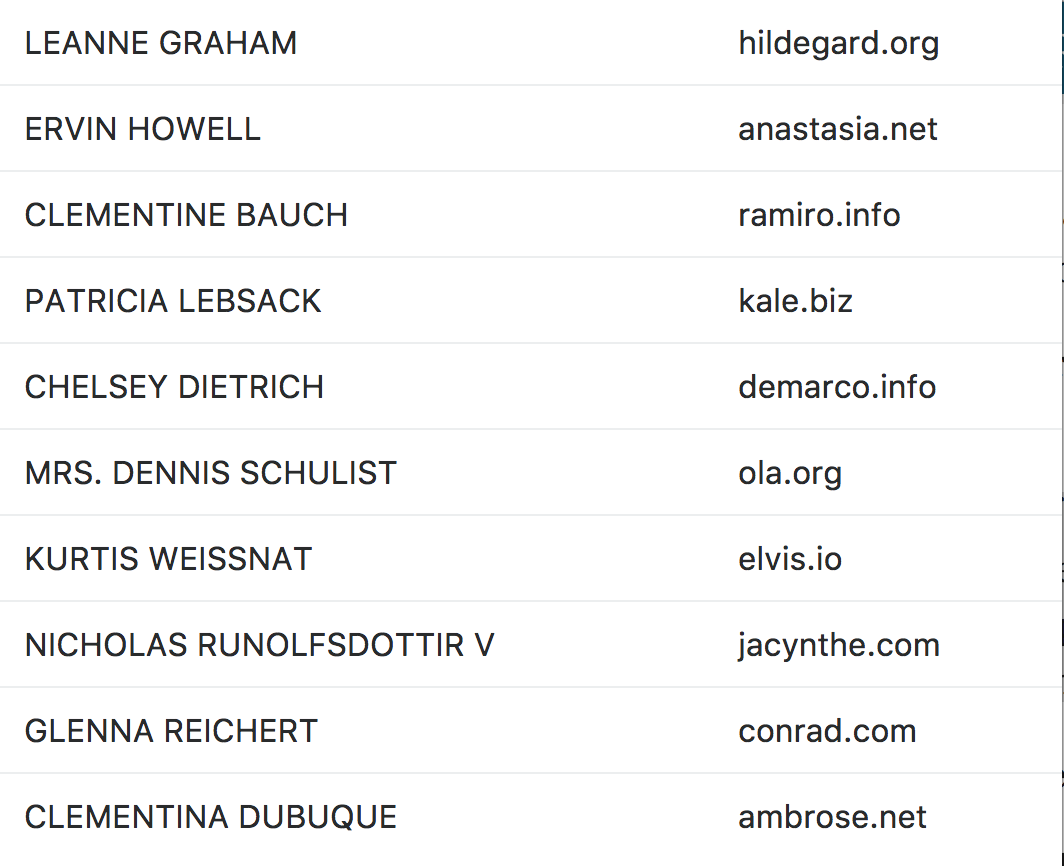 LEANNE GRAHAM hildegard.org
ERVIN HOWELL anastasia.net
CLEMENTINE BAUCH ramiro.info
PATRICIA LEBSACK kale.biz
CHELSEY DIETRICH demarco.info
MRS. DENNIS SCHULIST ola.org
KURTIS WEISSNAT elvis.io
NICHOLAS RUNOLFSDOTTIR V jacynthe.com
GLENNA REICHERT conrad.com
CLEMENTINA DUBUQUE ambrose.net